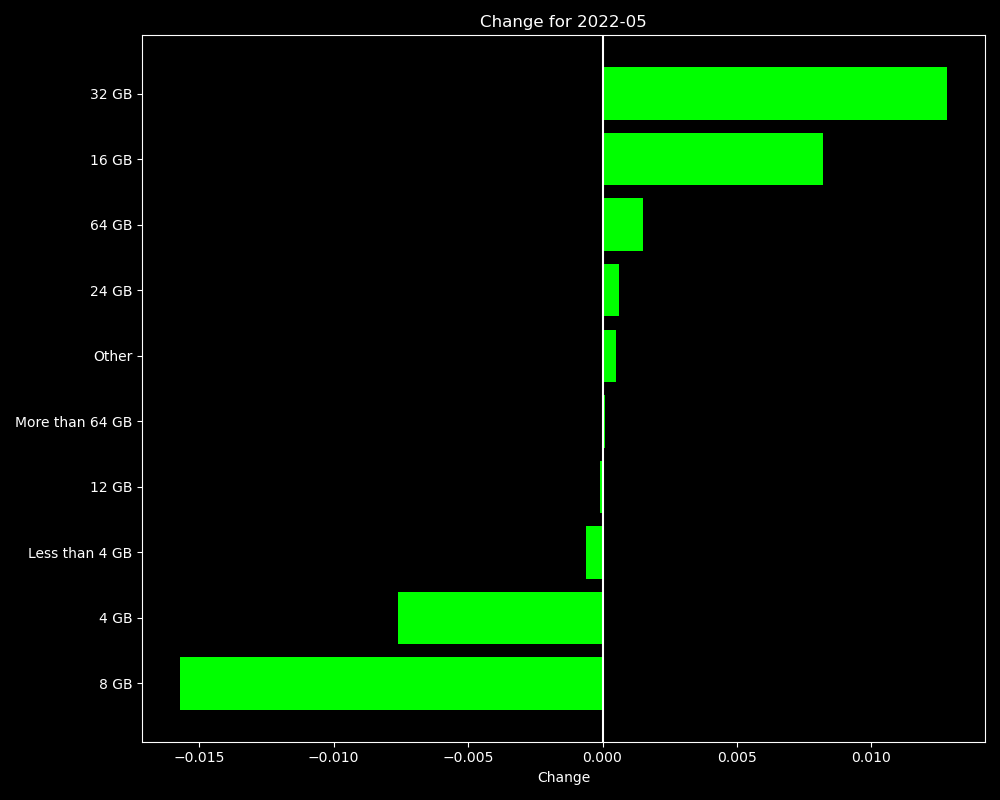 Change for 2022-05
32 GB
16 GB
64 GB
24 GB
Other
More than 64 GB
12 GB
Less than 4 GB
4 GB
8 GB
−0.015 −0.010 −0.005 0.000 0.005 0.010
Change